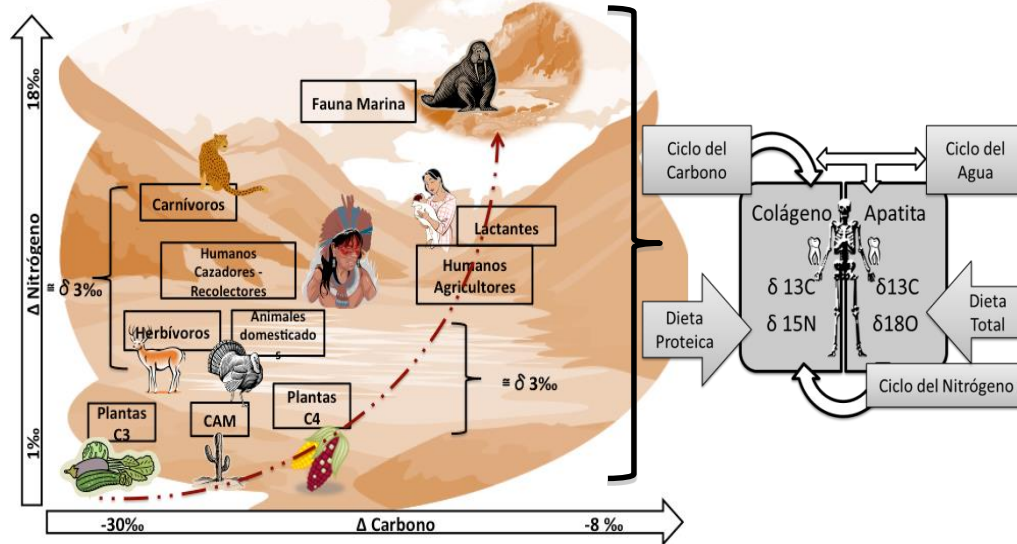 18‰
Δ Nitrógeno
1‰
Fauna Marina
Carnívoros
Lactantes
Humanos
Cazadores -
Recolectores
Humanos
Agricultores
≅ δ 3‰
Herbívoros
Animales
domesticado
s
≅ δ 3‰
Plantas
C3
CAM
Plantas
C4
-30‰
Δ Carbono
-8 ‰
Ciclo del
Carbono
Ciclo del
Agua
Colágeno
Apatita
δ 13C
δ 15N
δ13C
δ18O
Dieta
Proteica
Dieta
Total
Ciclo del Nitrógeno